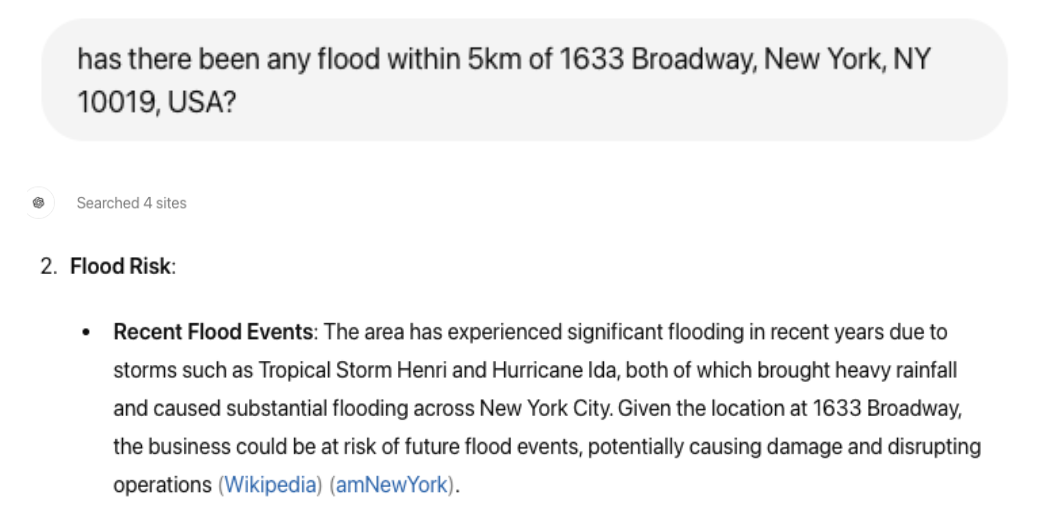 has there been any flood within 5km of 1633 Broadway, New York, NY
10019, USA?
Searched 4 sites
2. Flood Risk:
• Recent Flood Events: The area has experienced significant flooding in recent years due to
storms such as Tropical Storm Henri and Hurricane Ida, both of which brought heavy rainfall
and caused substantial flooding across New York City. Given the location at 1633 Broadway,
the business could be at risk of future flood events, potentially causing damage and disrupting
operations (Wikipedia) (amNewYork).